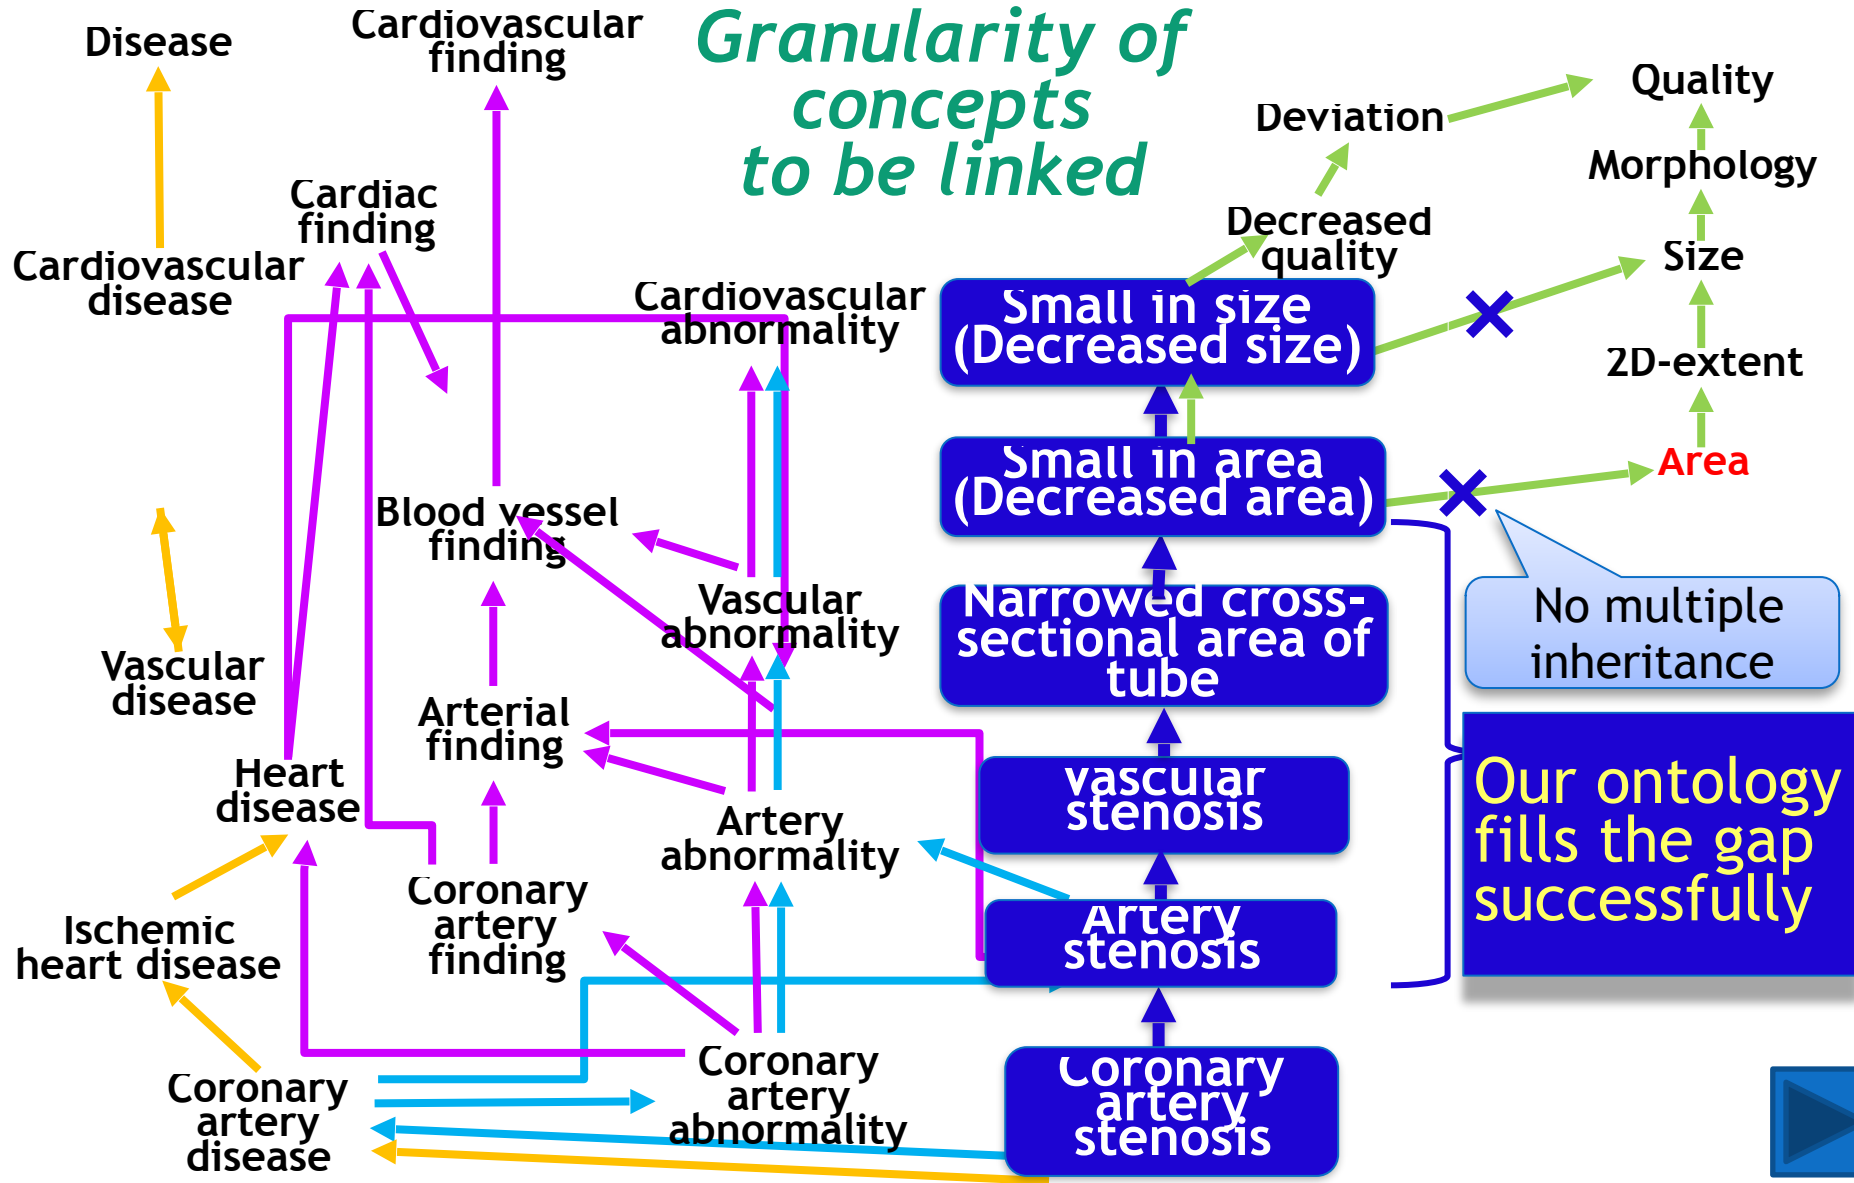 Granularity of
concepts
to be linked
Disease
Cardiovascular
finding
Quality
Deviation
Morphology
Cardiac
finding
Decreased
quality
Size
Cardiovascular
disease
Cardiovascular
abnormality
Small in size
(Decreased size)
2D-extent
Small in area
(Decreased area)
Area
Blood vessel
finding
Vascular
abnormality
Narrowed cross-
sectional area of
tube
No multiple
inheritance
Vascular
disease
Arterial
finding
Heart
disease
vascular
stenosis
Our ontology
fills the gap
successfully
Artery
abnormality
Coronary
artery
finding
Artery
stenosis
Ischemic
heart disease
Coronary
artery
disease
Coronary
artery
abnormality
Coronary
artery
stenosis